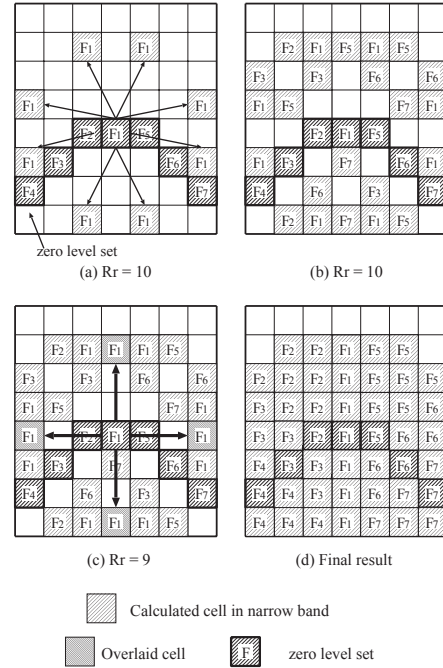 F1 F1
F1 F1
F2 F1 F5
F1 F3 F6 F1
F4 F7
F1 F1
zero level set
(a) Rr = 10
F2 F1 F5 F1 F5
F3 F3 F6 F6
F1 F5 F7 F1
F2 F1 F5
F1 F3 F7 F6 F1
F4 F6 F3 F7
F2 F1 F7 F1 F5
(b) Rr = 10
F2 F1 F1 F1 F5
F3 F3 F6 F6
F1 F5 F7 F1
F1 F2 F1 F5 F1
F1 F3 F7 F6 F1
F4 F6 F3 F7
F2 F1 F1 F1 F5
(c) Rr = 9
F2 F2 F1 F5 F5
F3 F2 F2 F1 F5 F5 F6
F3 F2 F2 F1 F5 F6 F6
F3 F3 F2 F1 F5 F6 F6
F4 F3 F3 F1 F6 F6 F7
F4 F4 F3 F1 F6 F7 F7
F4 F4 F4 F1 F7 F7 F7
(d) Final result
Calculated cell in narrow band
Overlaid cell
F zero level set